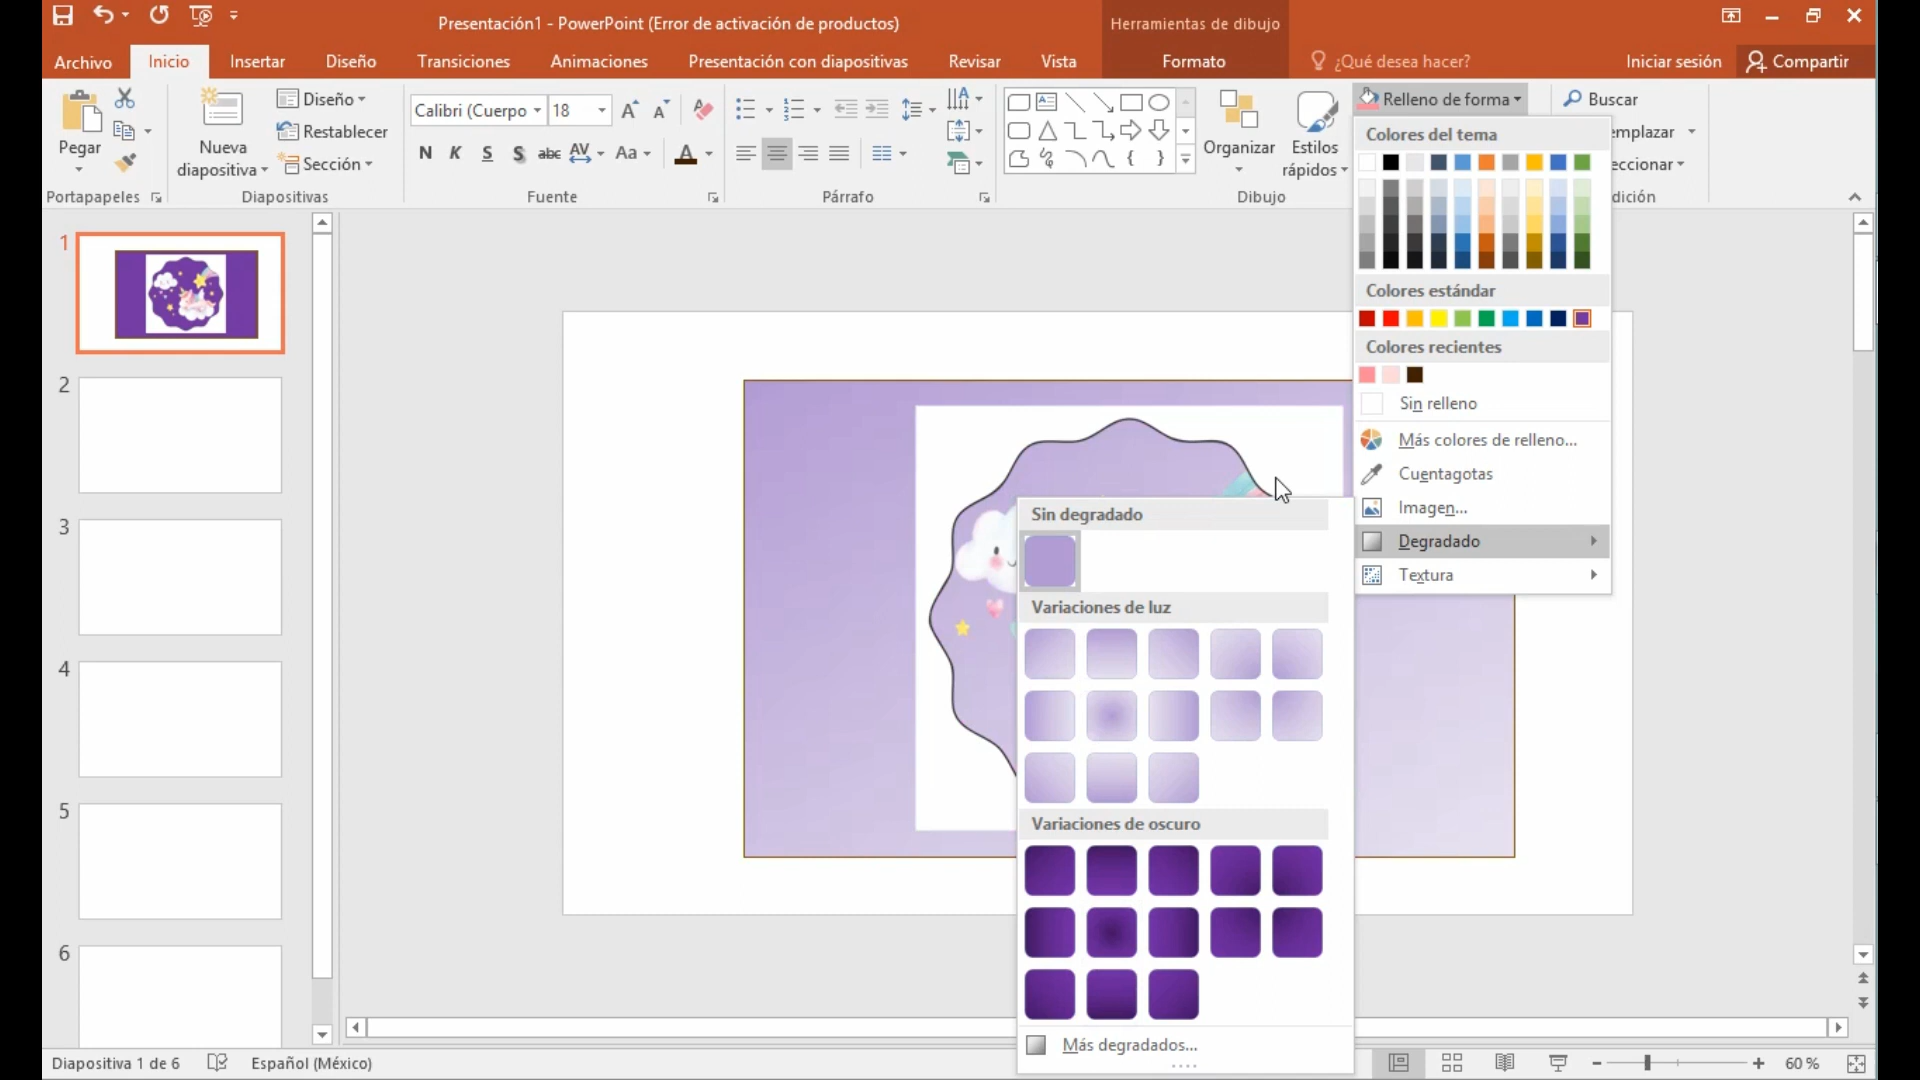 Presentación1 - PowerPoint (Error de activación de productos)
Herramientas de dibujo
Archivo
Inicio
Insertar
Diseño
Transiciones
Animaciones
Presentación con diapositivas
Revisar
Vista
Formato
¿Qué desea hacer?
Iniciar sesión
Compartir
Pegar
Portapapeles
Nueva
diapositiva
Diseño
Restablecer
Sección
Diapositivas
Calibri (Cuerpo
18
N K S S abc AV Aa A
Fuente
Párrafo
Organizar
Estilos
rápidos
Dibujo
Relleno de forma
Buscar
emplazar
eccionar
dición
Colores del tema
Colores estándar
Colores recientes
Sin relleno
Más colores de relleno...
Cuentagotas
Imagen...
Degradado
Textura
Sin degradado
Variaciones de luz
Variaciones de oscuro
Más degradados...
1
2
3
4
5
6
Diapositiva 1 de 6
Español (México)
60 %